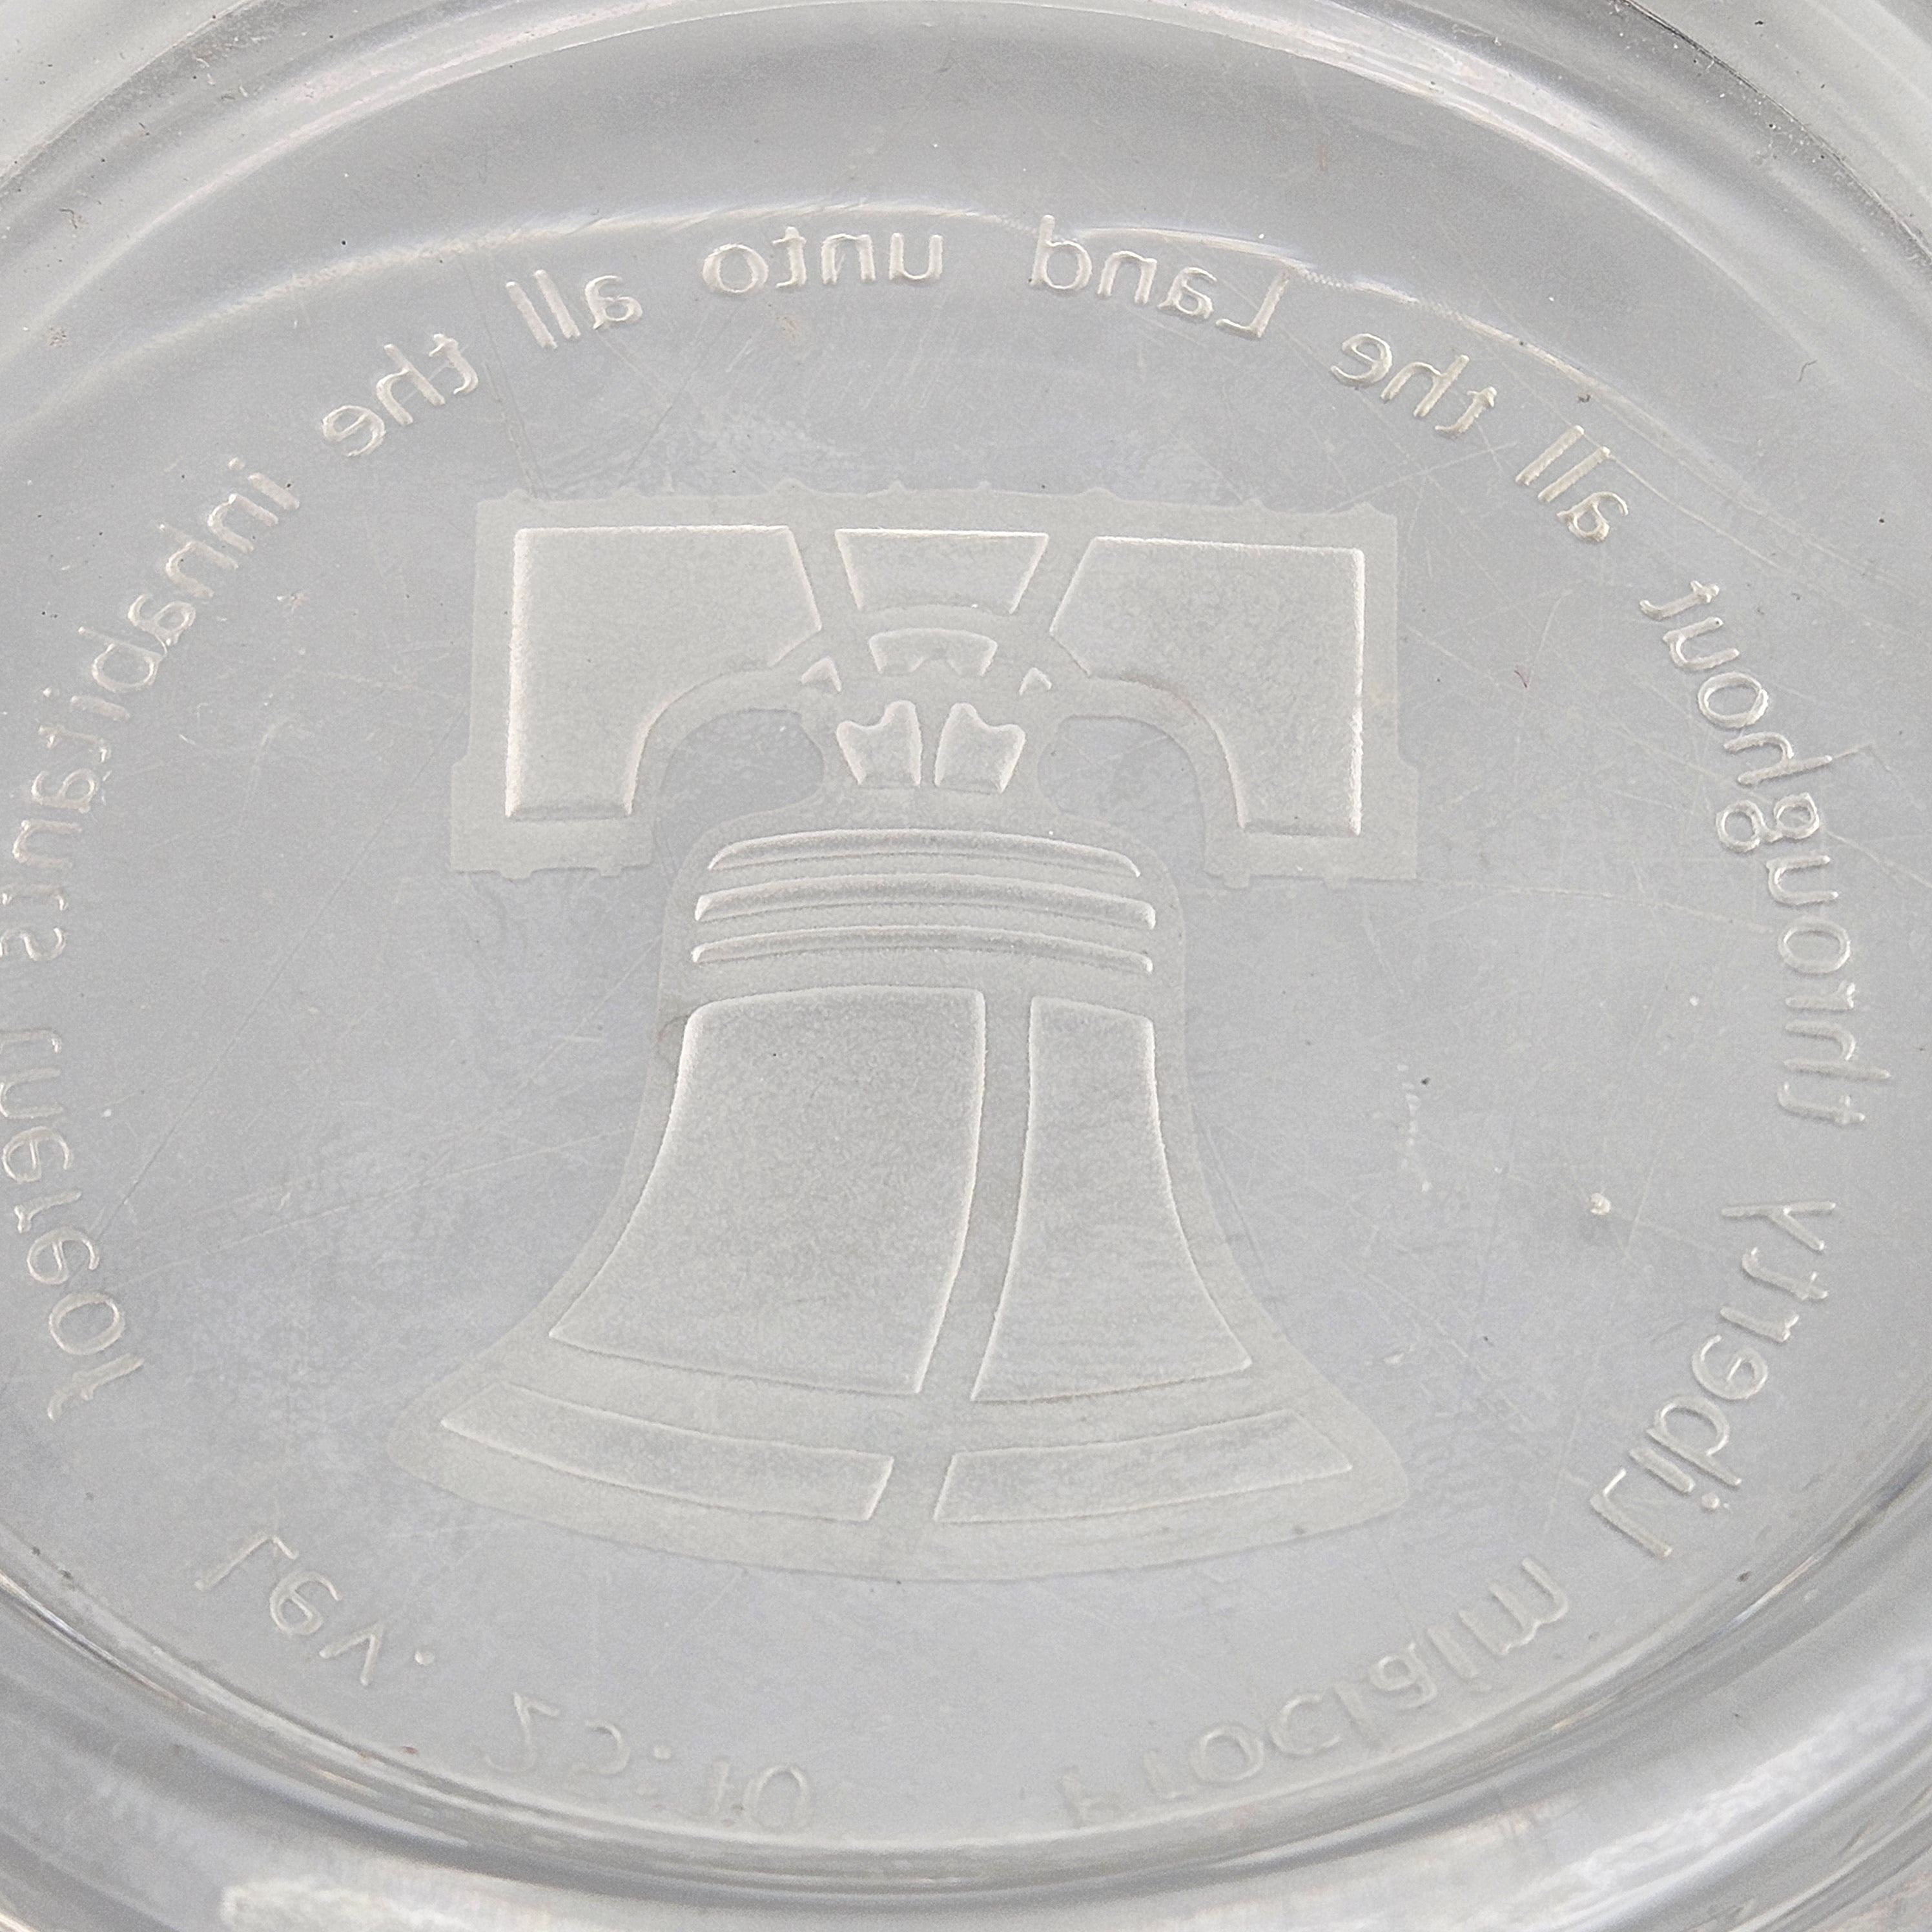 Proclaim Liberty throughout all the Land unto all the inhabitants thereof
Lev. 25:10